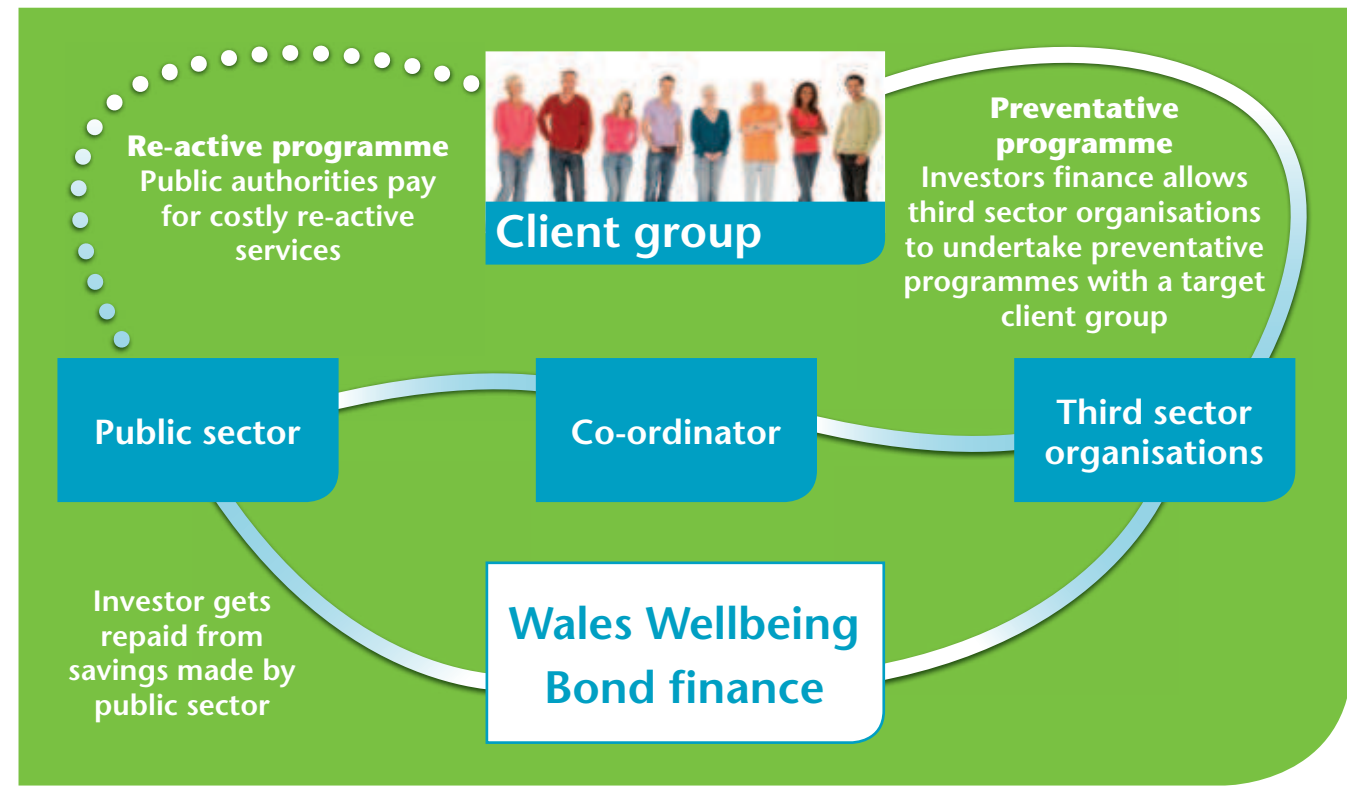 Re-active programme
Public authorities pay
for costly re-active
services
Client group
Preventative
programme
Investors finance allows
third sector organisations
to undertake preventative
programmes with a target
client group
Public sector
Co-ordinator
Third sector
organisations
Investor gets
repaid from
savings made by
public sector
Wales Wellbeing
Bond finance